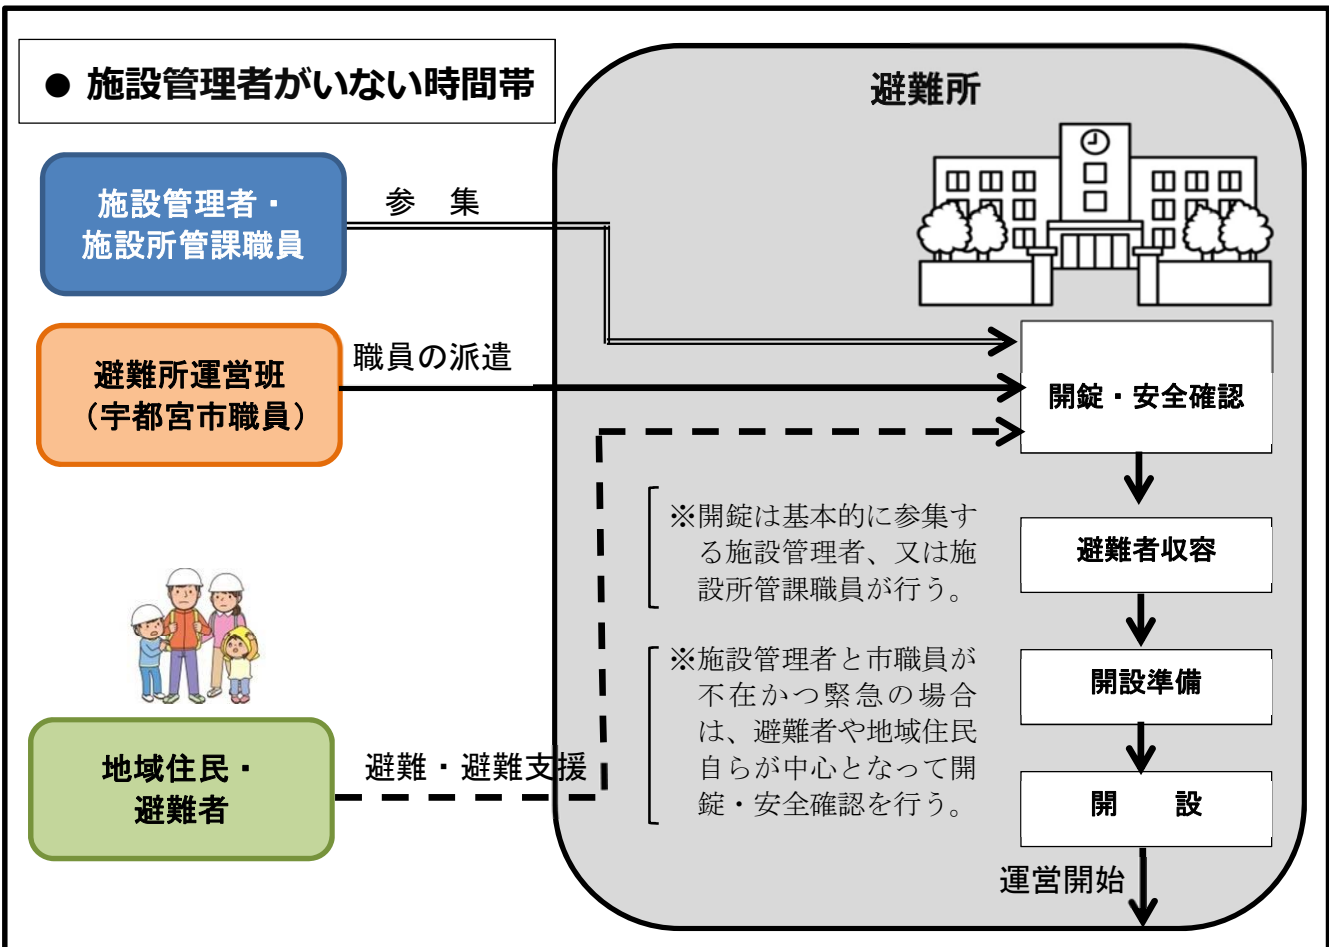 ● 施設管理者がいない時間帯
避難所
施設管理者・
施設所管課職員
参　集
避難所運営班
（宇都宮市職員）
職員の派遣
開錠・安全確認
※開錠は基本的に参集す
る施設管理者、又は施
設所管課職員が行う。
避難者収容
※施設管理者と市職員が
不在かつ緊急の場合
は、避難者や地域住民
自らが中心となって開
錠・安全確認を行う。
開設準備
地域住民・
避難者
避難・避難支援
開　　設
運営開始